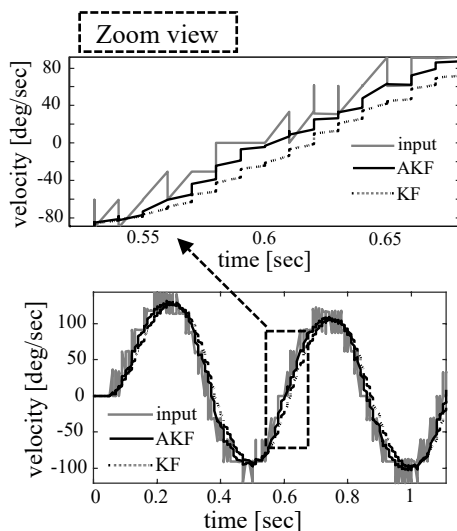 Zoom view
velocity [deg/sec]
80
40
0
-40
-80
input
AKF
KF
0.55
0.6
0.65
time [sec]
velocity [deg/sec]
100
50
0
-50
-100
input
AKF
KF
0
0.2
0.4
0.6
0.8
1
time [sec]